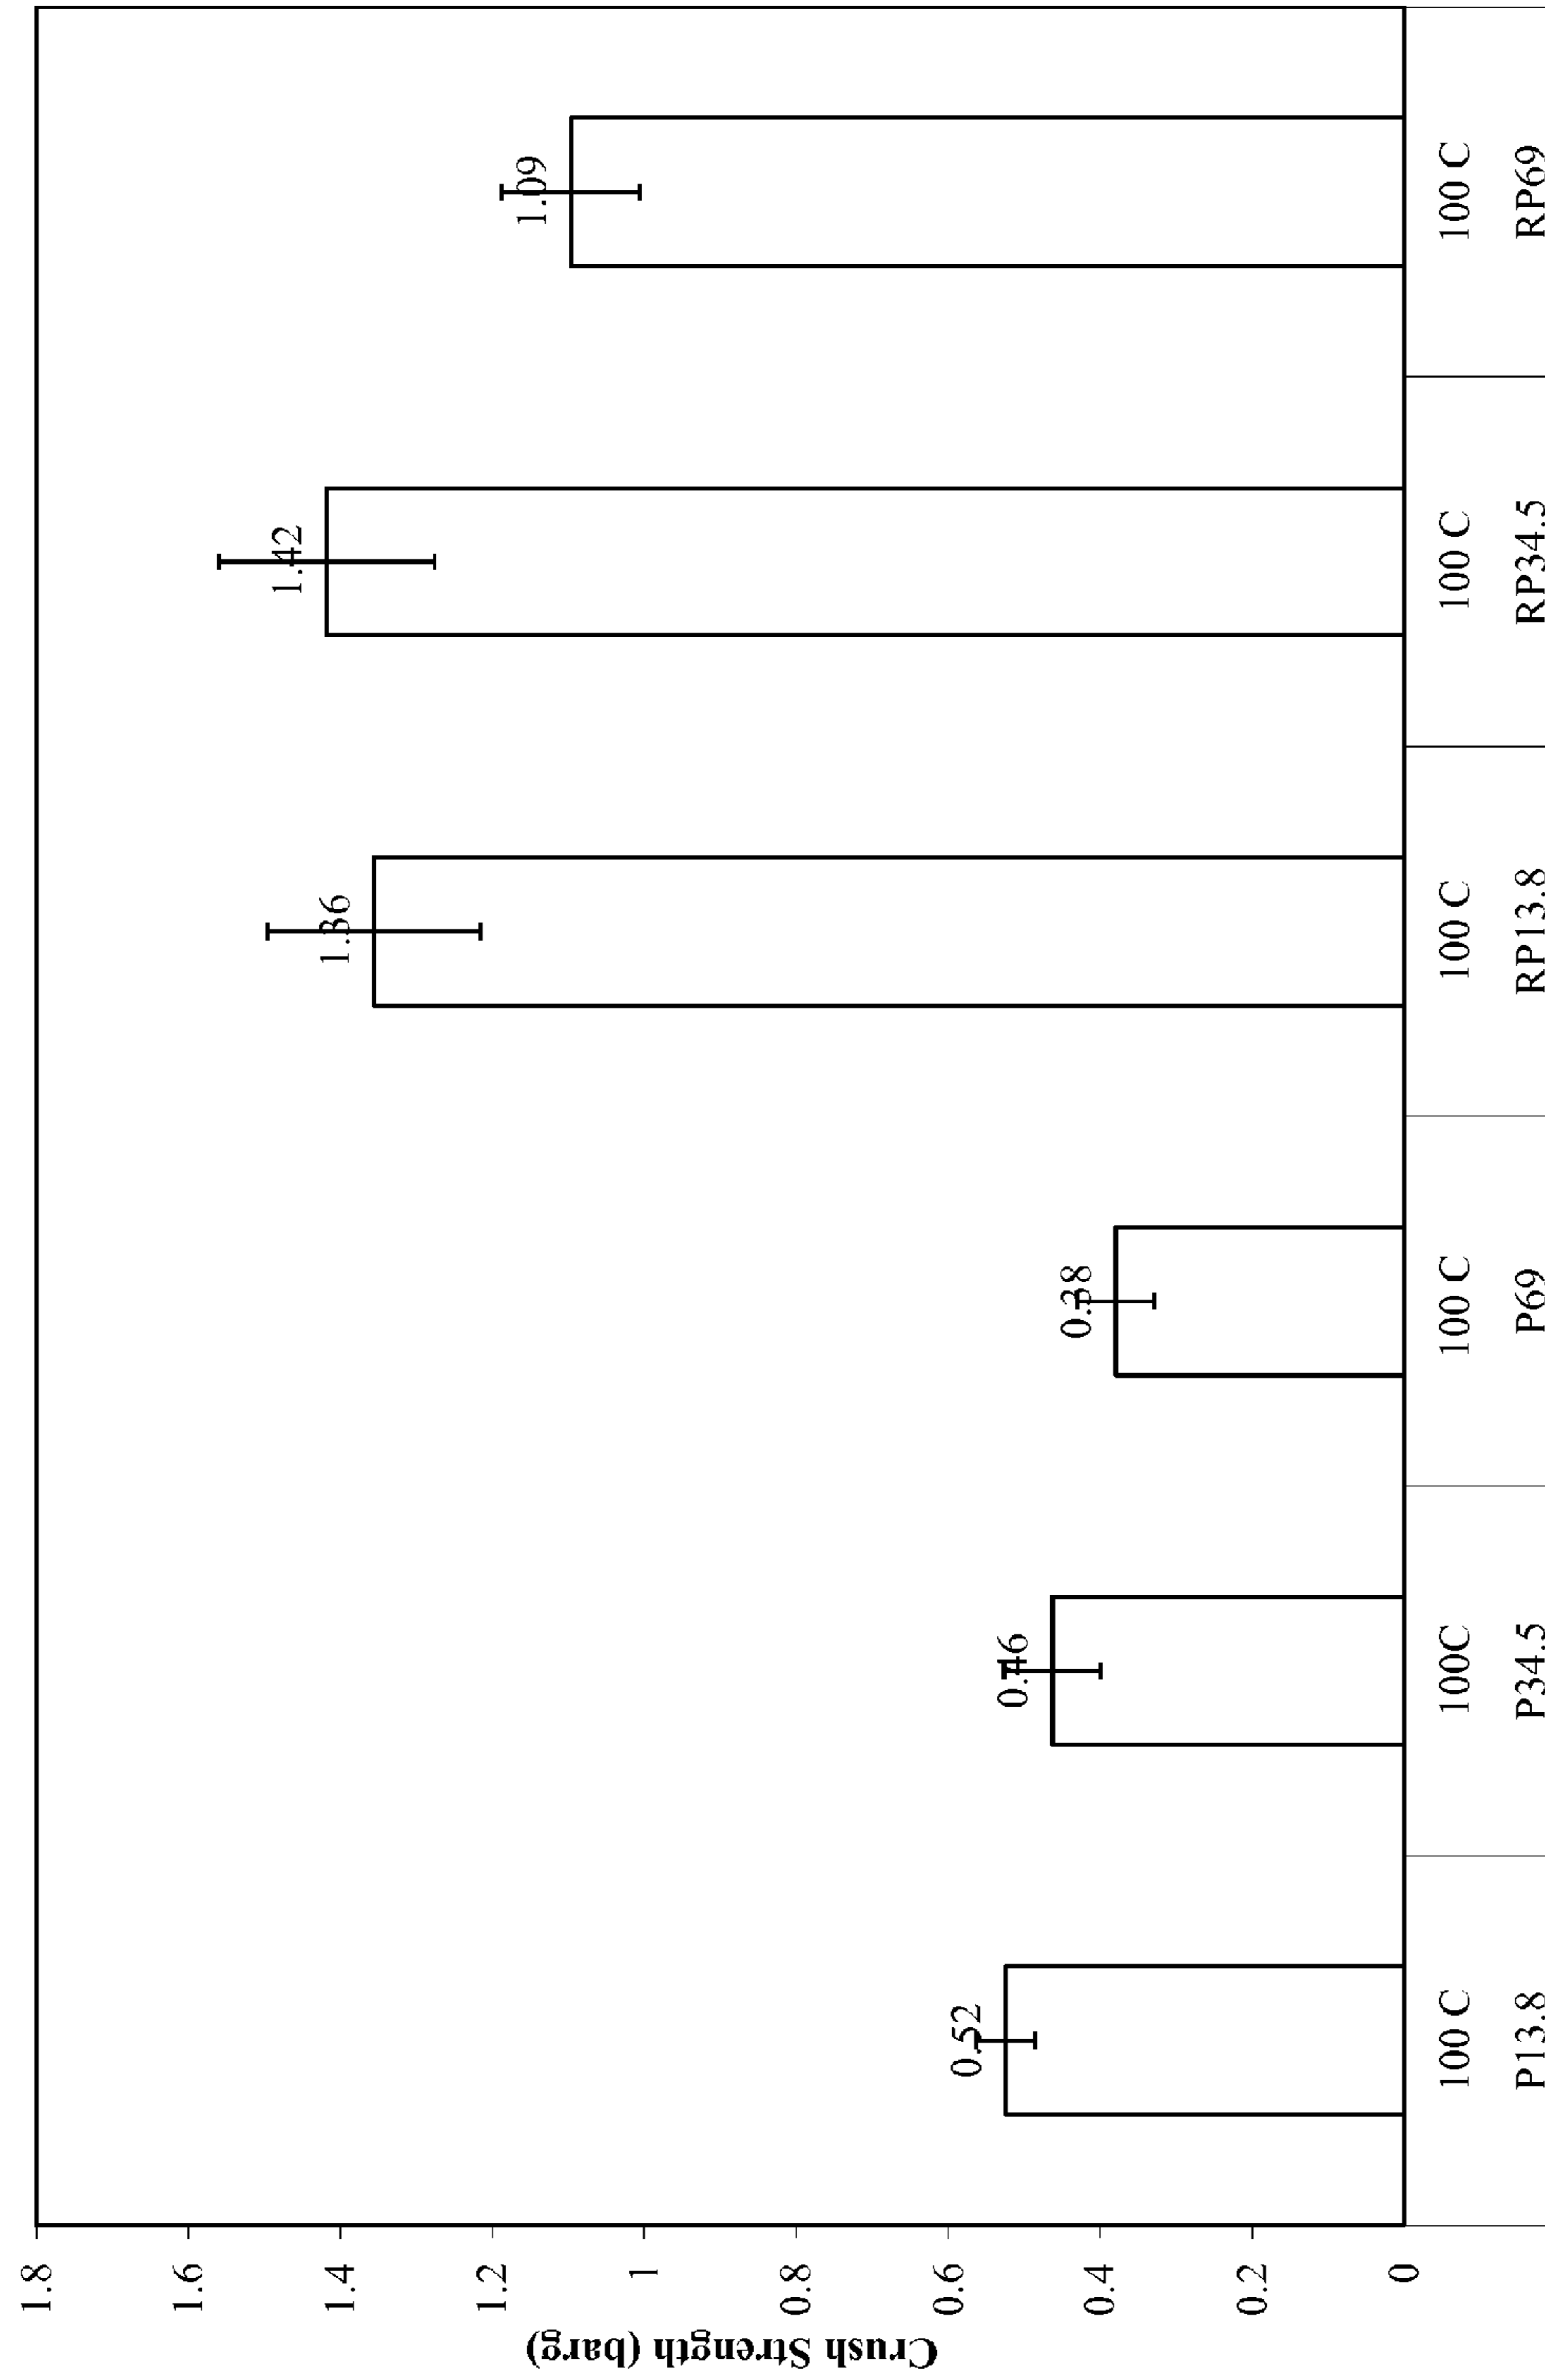 Crush Strength (barg)
1.8
1.6
1.4
1.2
1
0.8
0.6
0.4
0.2
0
0.52
0.46
0.38
1.36
1.42
1.09
100 C
100C
100 C
100 C
100 C
100 C
P13.8
P34.5
P69
RP13.8
RP34.5
RP69